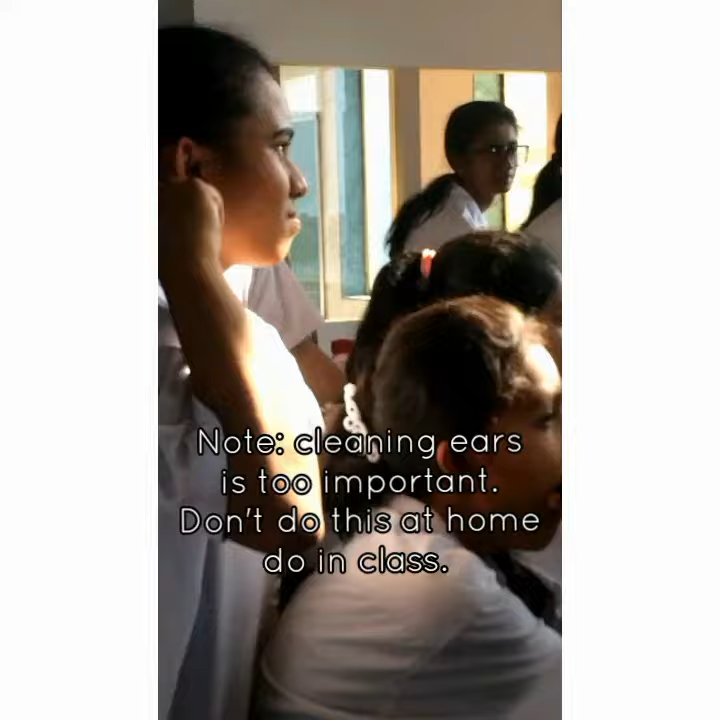 Note: cleaning ears
is too important.
Don't do this at home
do in class.